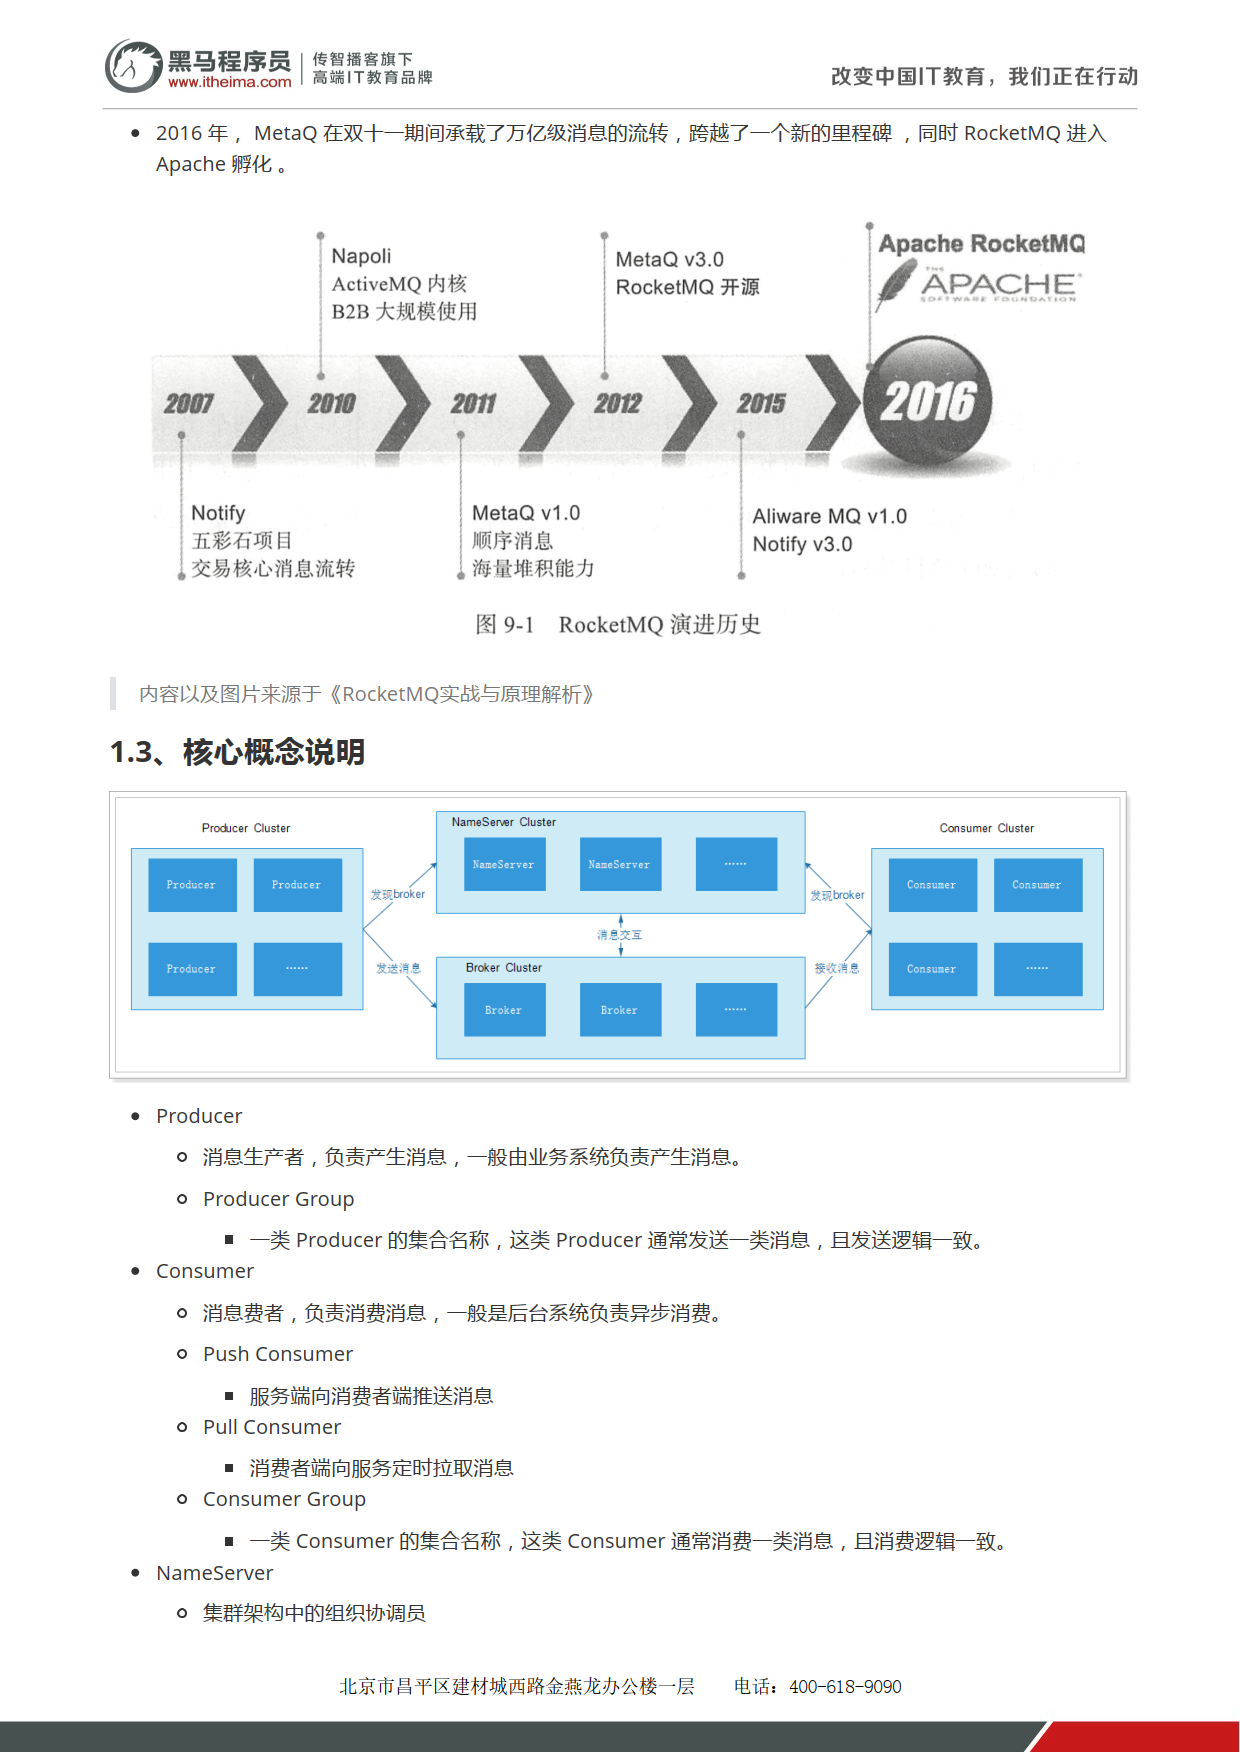 黑马程序员
www.itheima.com
传智播客旗下
高端IT教育品牌
改变中国IT教育，我们正在行动
2016 年， MetaQ 在双十一期间承载了万亿级消息的流转，跨越了一个新的里程碑 ，同时 RocketMQ 进入
Apache 孵化 。
Napoli
ActiveMQ 内核
B2B 大规模使用
MetaQ v3.0
RocketMQ 开源
Apache RocketMQ
THE
APACHE
SOFTWARE FOUNDATION
2007
2010
2011
2012
2015
2016
Notify
五彩石项目
交易核心消息流转
MetaQ v1.0
顺序消息
海量堆积能力
Aliware MQ v1.0
Notify v3.0
图 9-1 RocketMQ 演进历史
内容以及图片来源于《RocketMQ实战与原理解析》
1.3、核心概念说明
Producer Cluster
Producer
Producer
Producer
······
NameServer Cluster
NameServer
NameServer
······
发现broker
发送消息
消息交互
Broker Cluster
Broker
Broker
······
发现broker
接收消息
Consumer Cluster
Consumer
Consumer
Consumer
······
Producer
消息生产者，负责产生消息，一般由业务系统负责产生消息。
Producer Group
一类 Producer 的集合名称，这类 Producer 通常发送一类消息，且发送逻辑一致。
Consumer
消息费者，负责消费消息，一般是后台系统负责异步消费。
Push Consumer
服务端向消费者端推送消息
Pull Consumer
消费者端向服务定时拉取消息
Consumer Group
一类 Consumer 的集合名称，这类 Consumer 通常消费一类消息，且消费逻辑一致。
NameServer
集群架构中的组织协调员
北京市昌平区建材城西路金燕龙办公楼一层 电话：400-618-9090